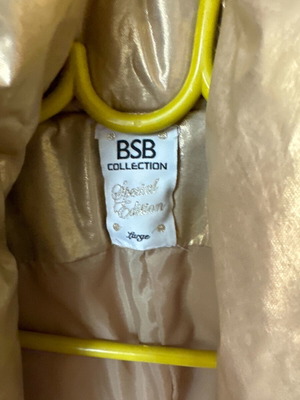 BSB
COLLECTION
Special
Edition
Large